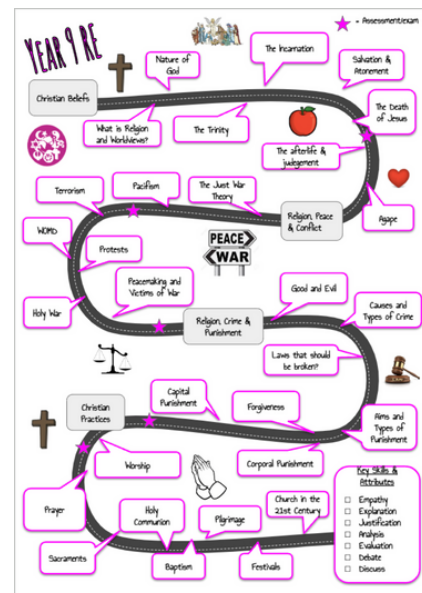 YEAR 9 RE
= Assessment/exam
Nature of
God
The Incarnation
Salvation &
Atonement
Christian Beliefs
What is Religion
and Worldviews?
The Trinity
The Death
of Jesus
The afterlife &
judgement
Agape
Terrorism
Pacifism
The Just War
Theory
Religion, Peace
& Conflict
WOMD
Protests
PEACE
WAR
Peacemaking and
Victims of War
Holy War
Religion, Crime &
Punishment
Good and Evil
Causes and
Types of Crime
Laws that should
be broken?
Capital
Punishment
Forgiveness
Aims and
Types of
Punishment
Christian
Practices
Corporal Punishment
Worship
Prayer
Holy
Communion
Pilgrimage
Church in the
21st Century
Sacraments
Baptism
Festivals
Key Skills &
Attributes
Empathy
Explanation
Justification
Analysis
Evaluation
Debate
Discuss